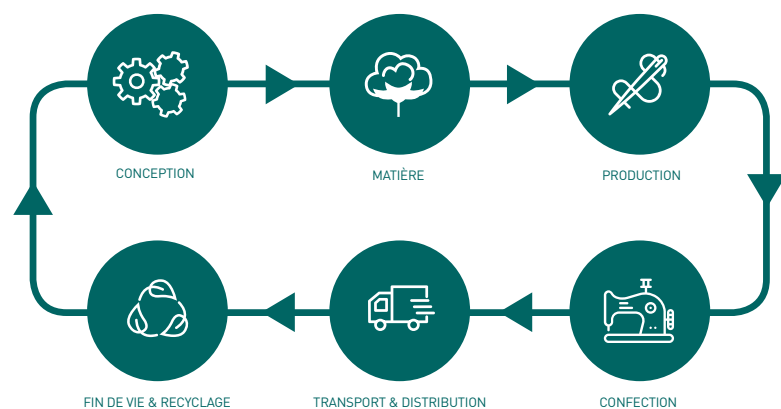 CONCEPTION
MATIÈRE
PRODUCTION
FIN DE VIE & RECYCLAGE
TRANSPORT & DISTRIBUTION
CONFECTION